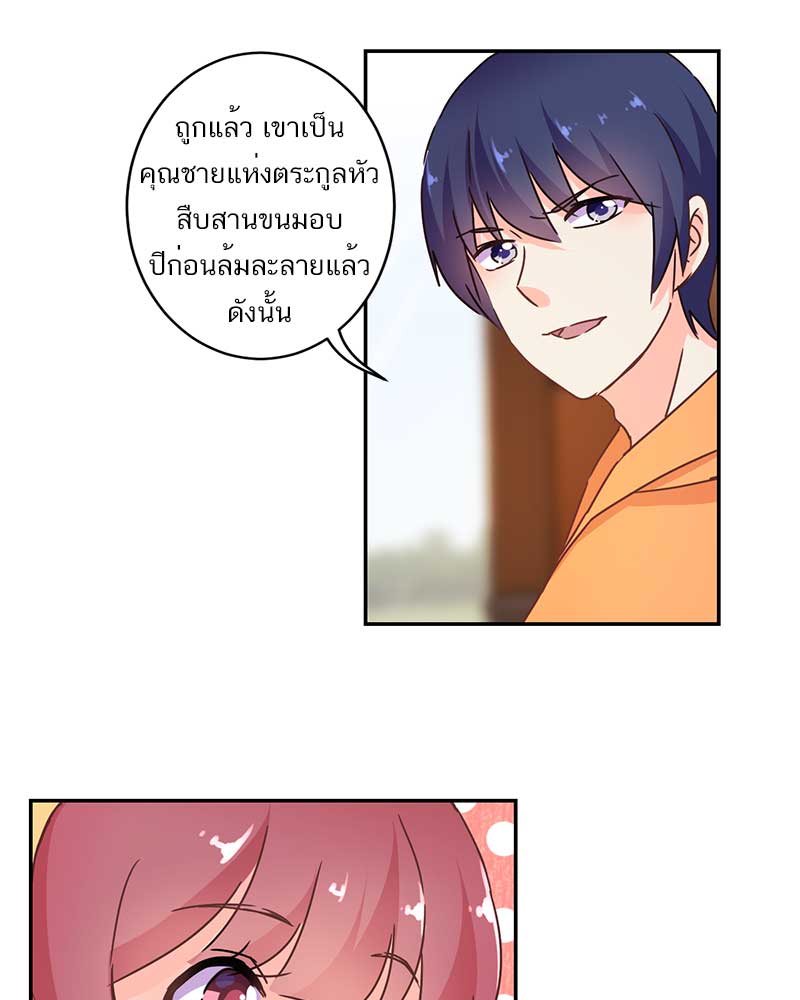 ถูกแล้ว เขาเป็น
คุณชายแห่งตระกูลหัว
สืบสานขนมอบ
ปีก่อนล้มละลายแล้ว
ดังนั้น